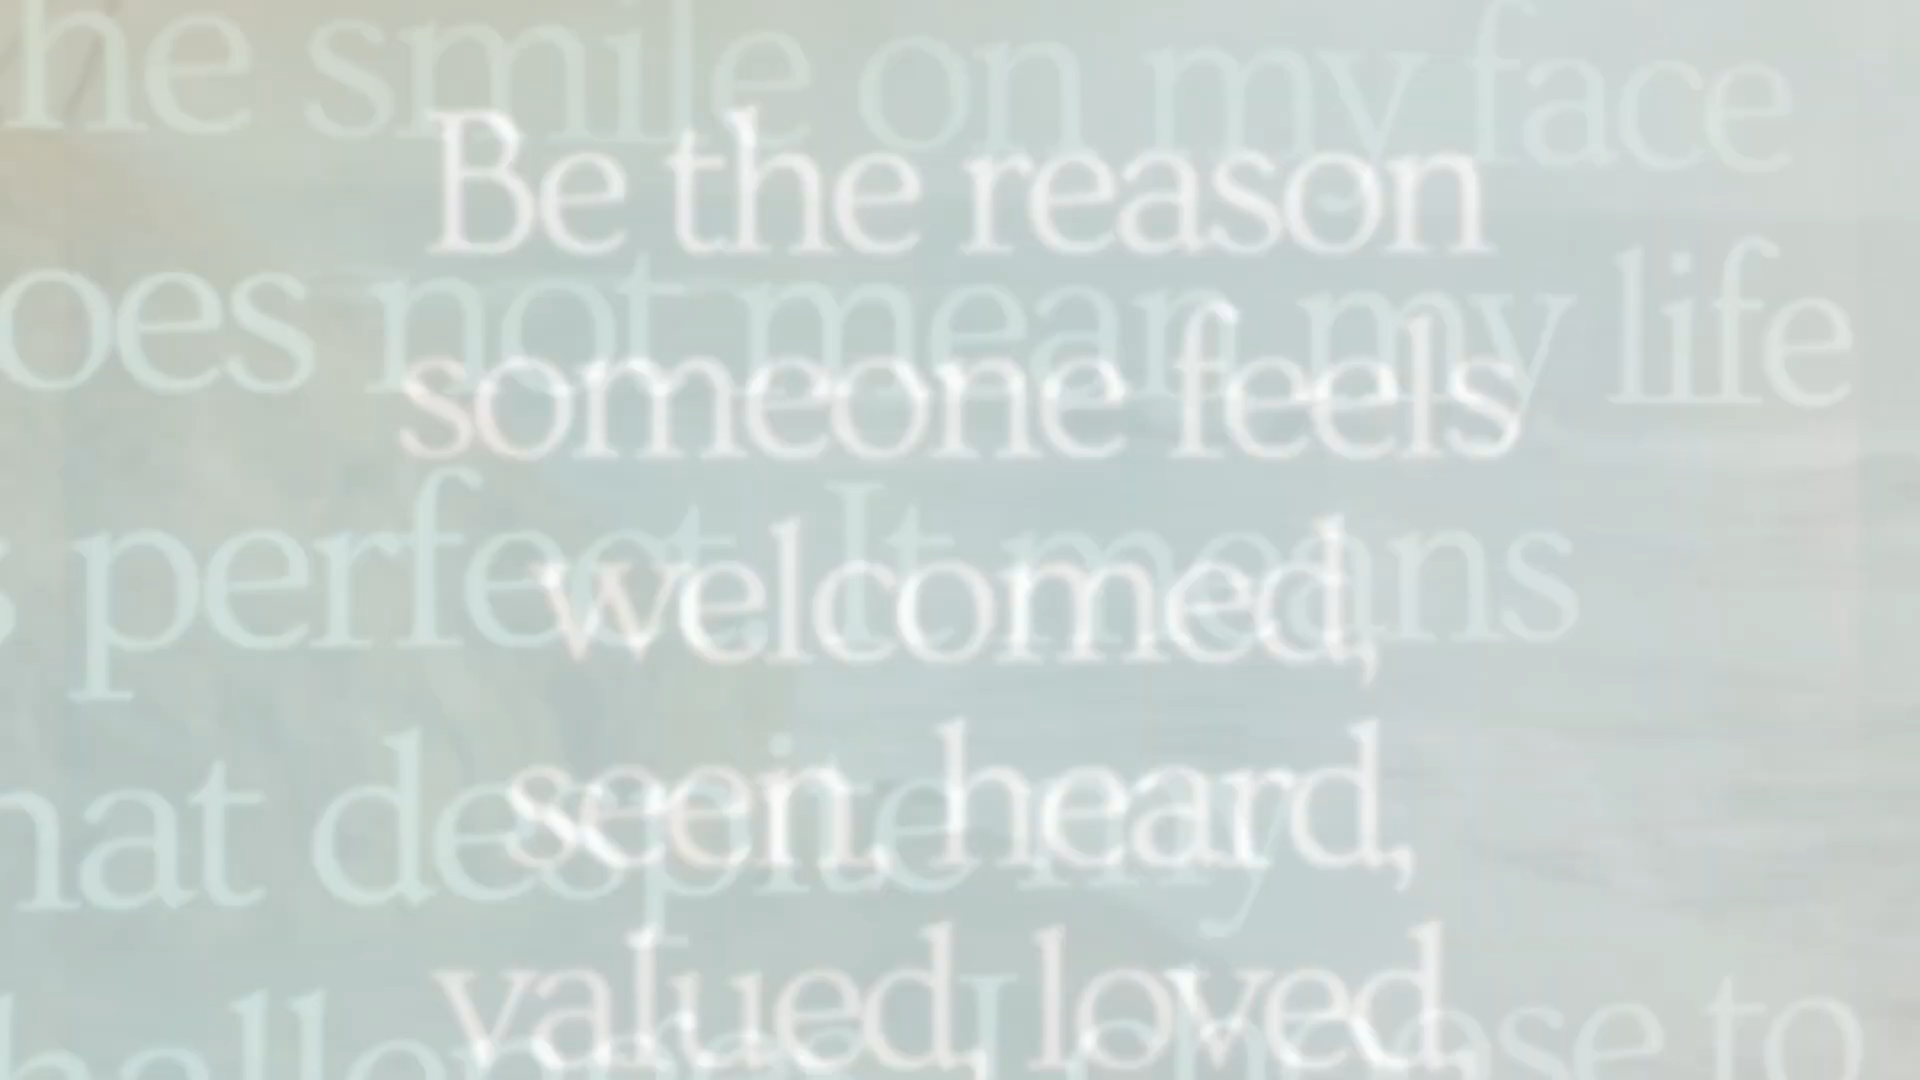 Be the reason
someone feels
welcomed,
seen, heard,
valued, loved,
he smile on my face
oes not mean my life
s perfect. It means
hat despite my
hallenges I choose to